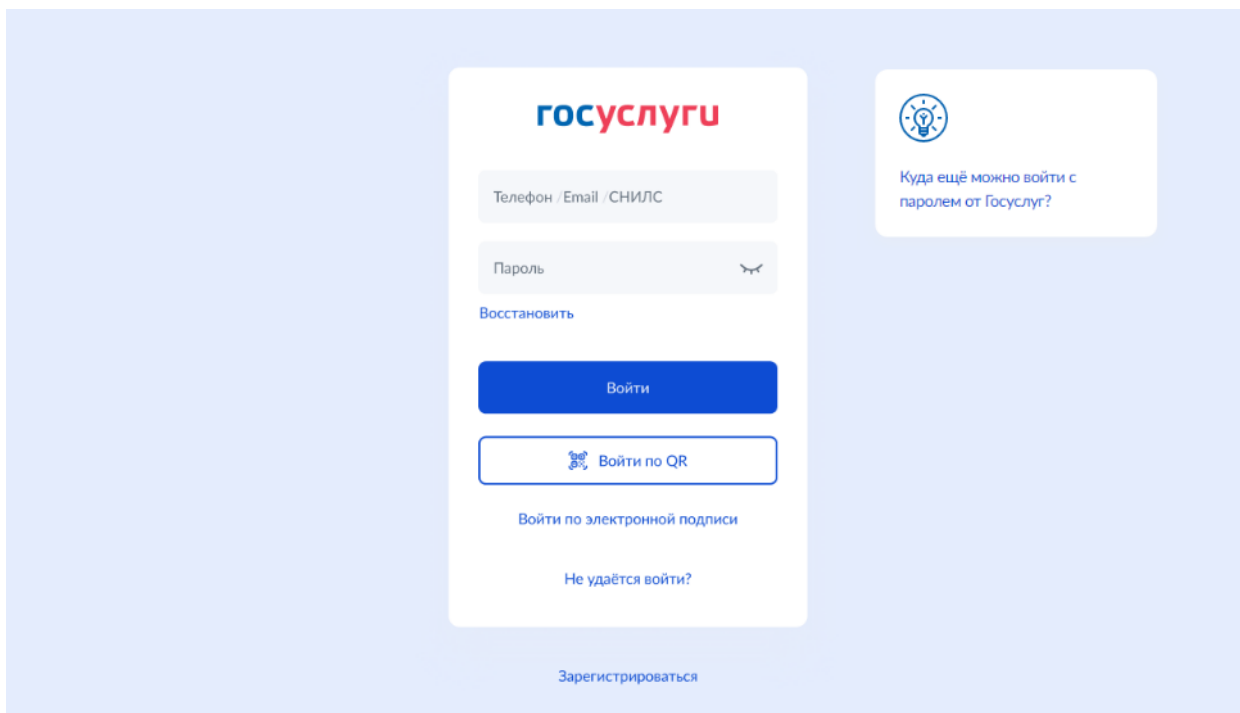 госуслуги
Телефон /Email /СНИЛС
Пароль
Восстановить
Войти
Войти по QR
Войти по электронной подписи
Не удаётся войти?
Зарегистрироваться
Куда ещё можно войти с
паролем от Госуслуг?